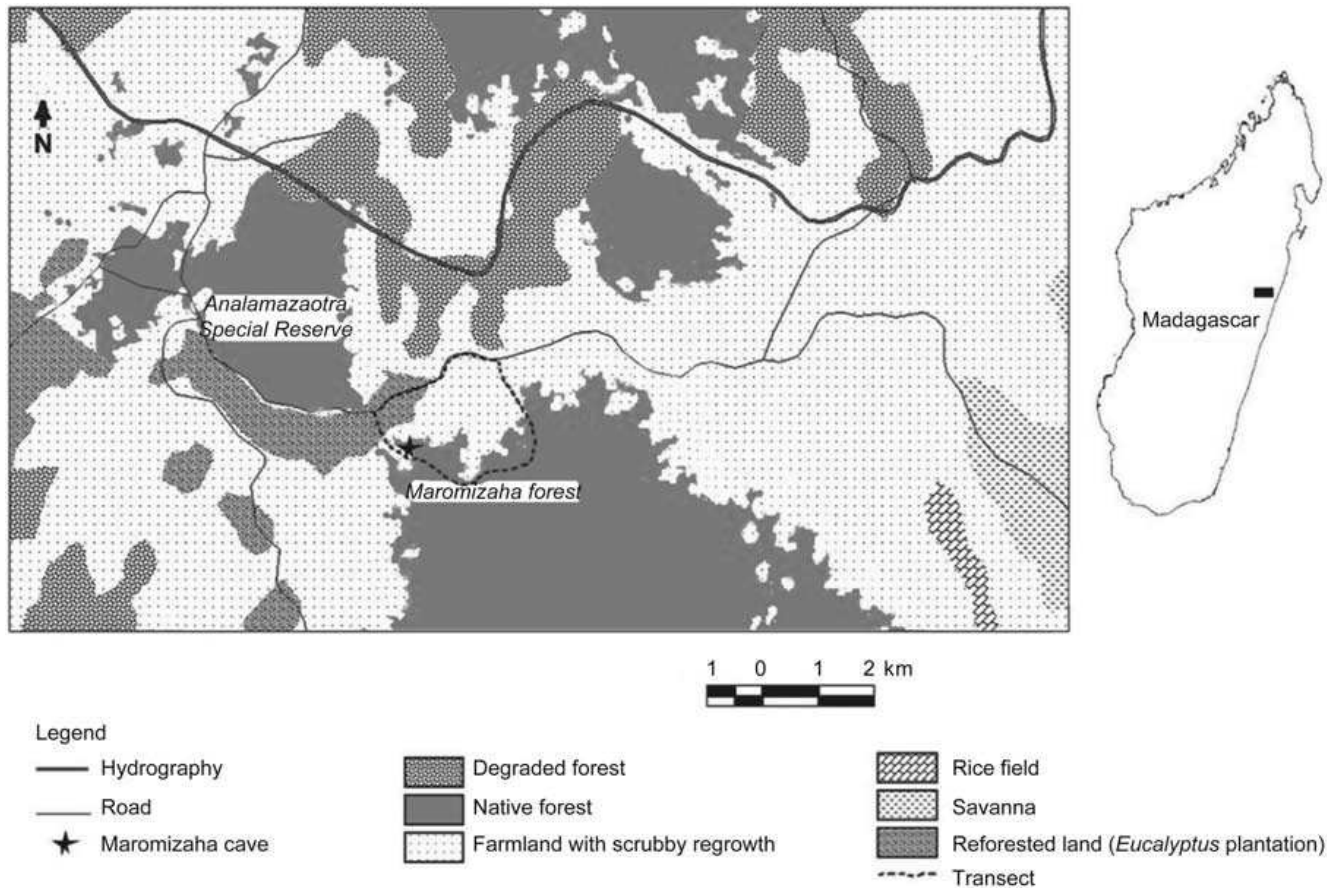 N
Analamazaotra
Special Reserve
Maromizaha forest
Madagascar
1 0 1 2 km
Legend
Hydrography
Road
Maromizaha cave
Degraded forest
Native forest
Farmland with scrubby regrowth
Rice field
Savanna
Reforested land (Eucalyptus plantation)
Transect